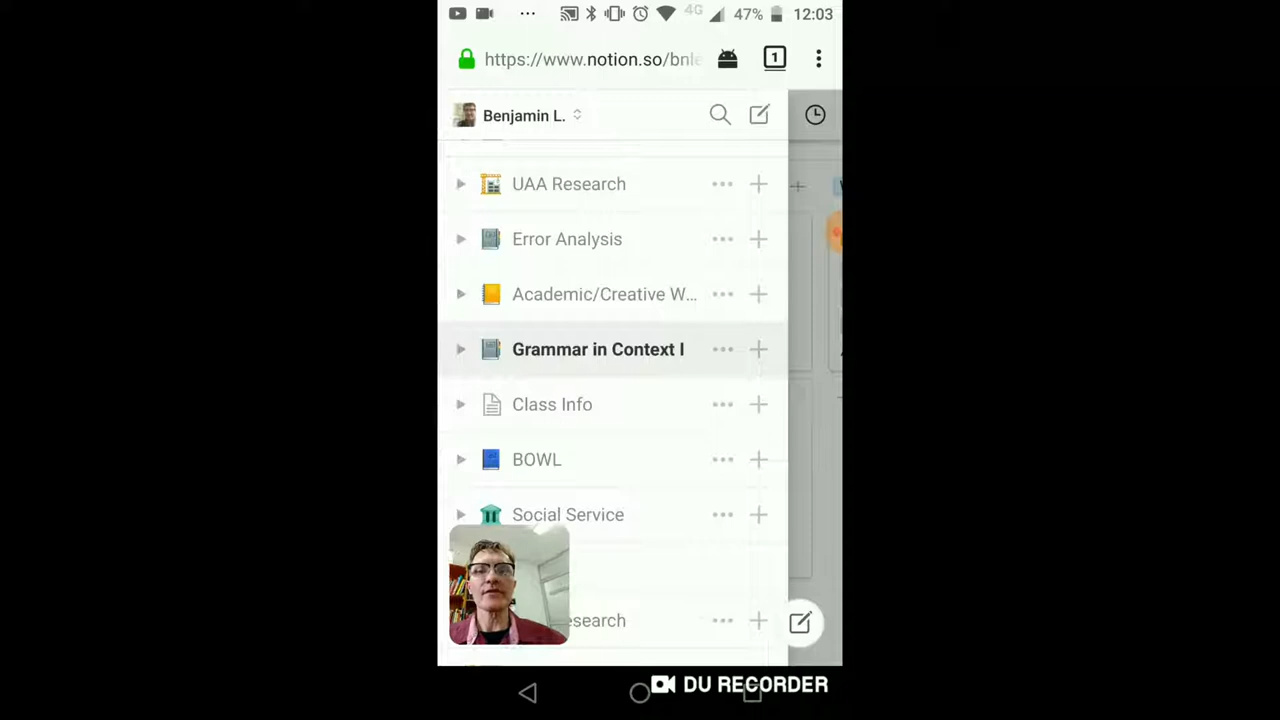 4G 47% 12:03
https://www.notion.so/bnl
1
Benjamin L.
UAA Research
Error Analysis
Academic/Creative W...
Grammar in Context I
Class Info
BOWL
Social Service
esearch
DU RECORDER